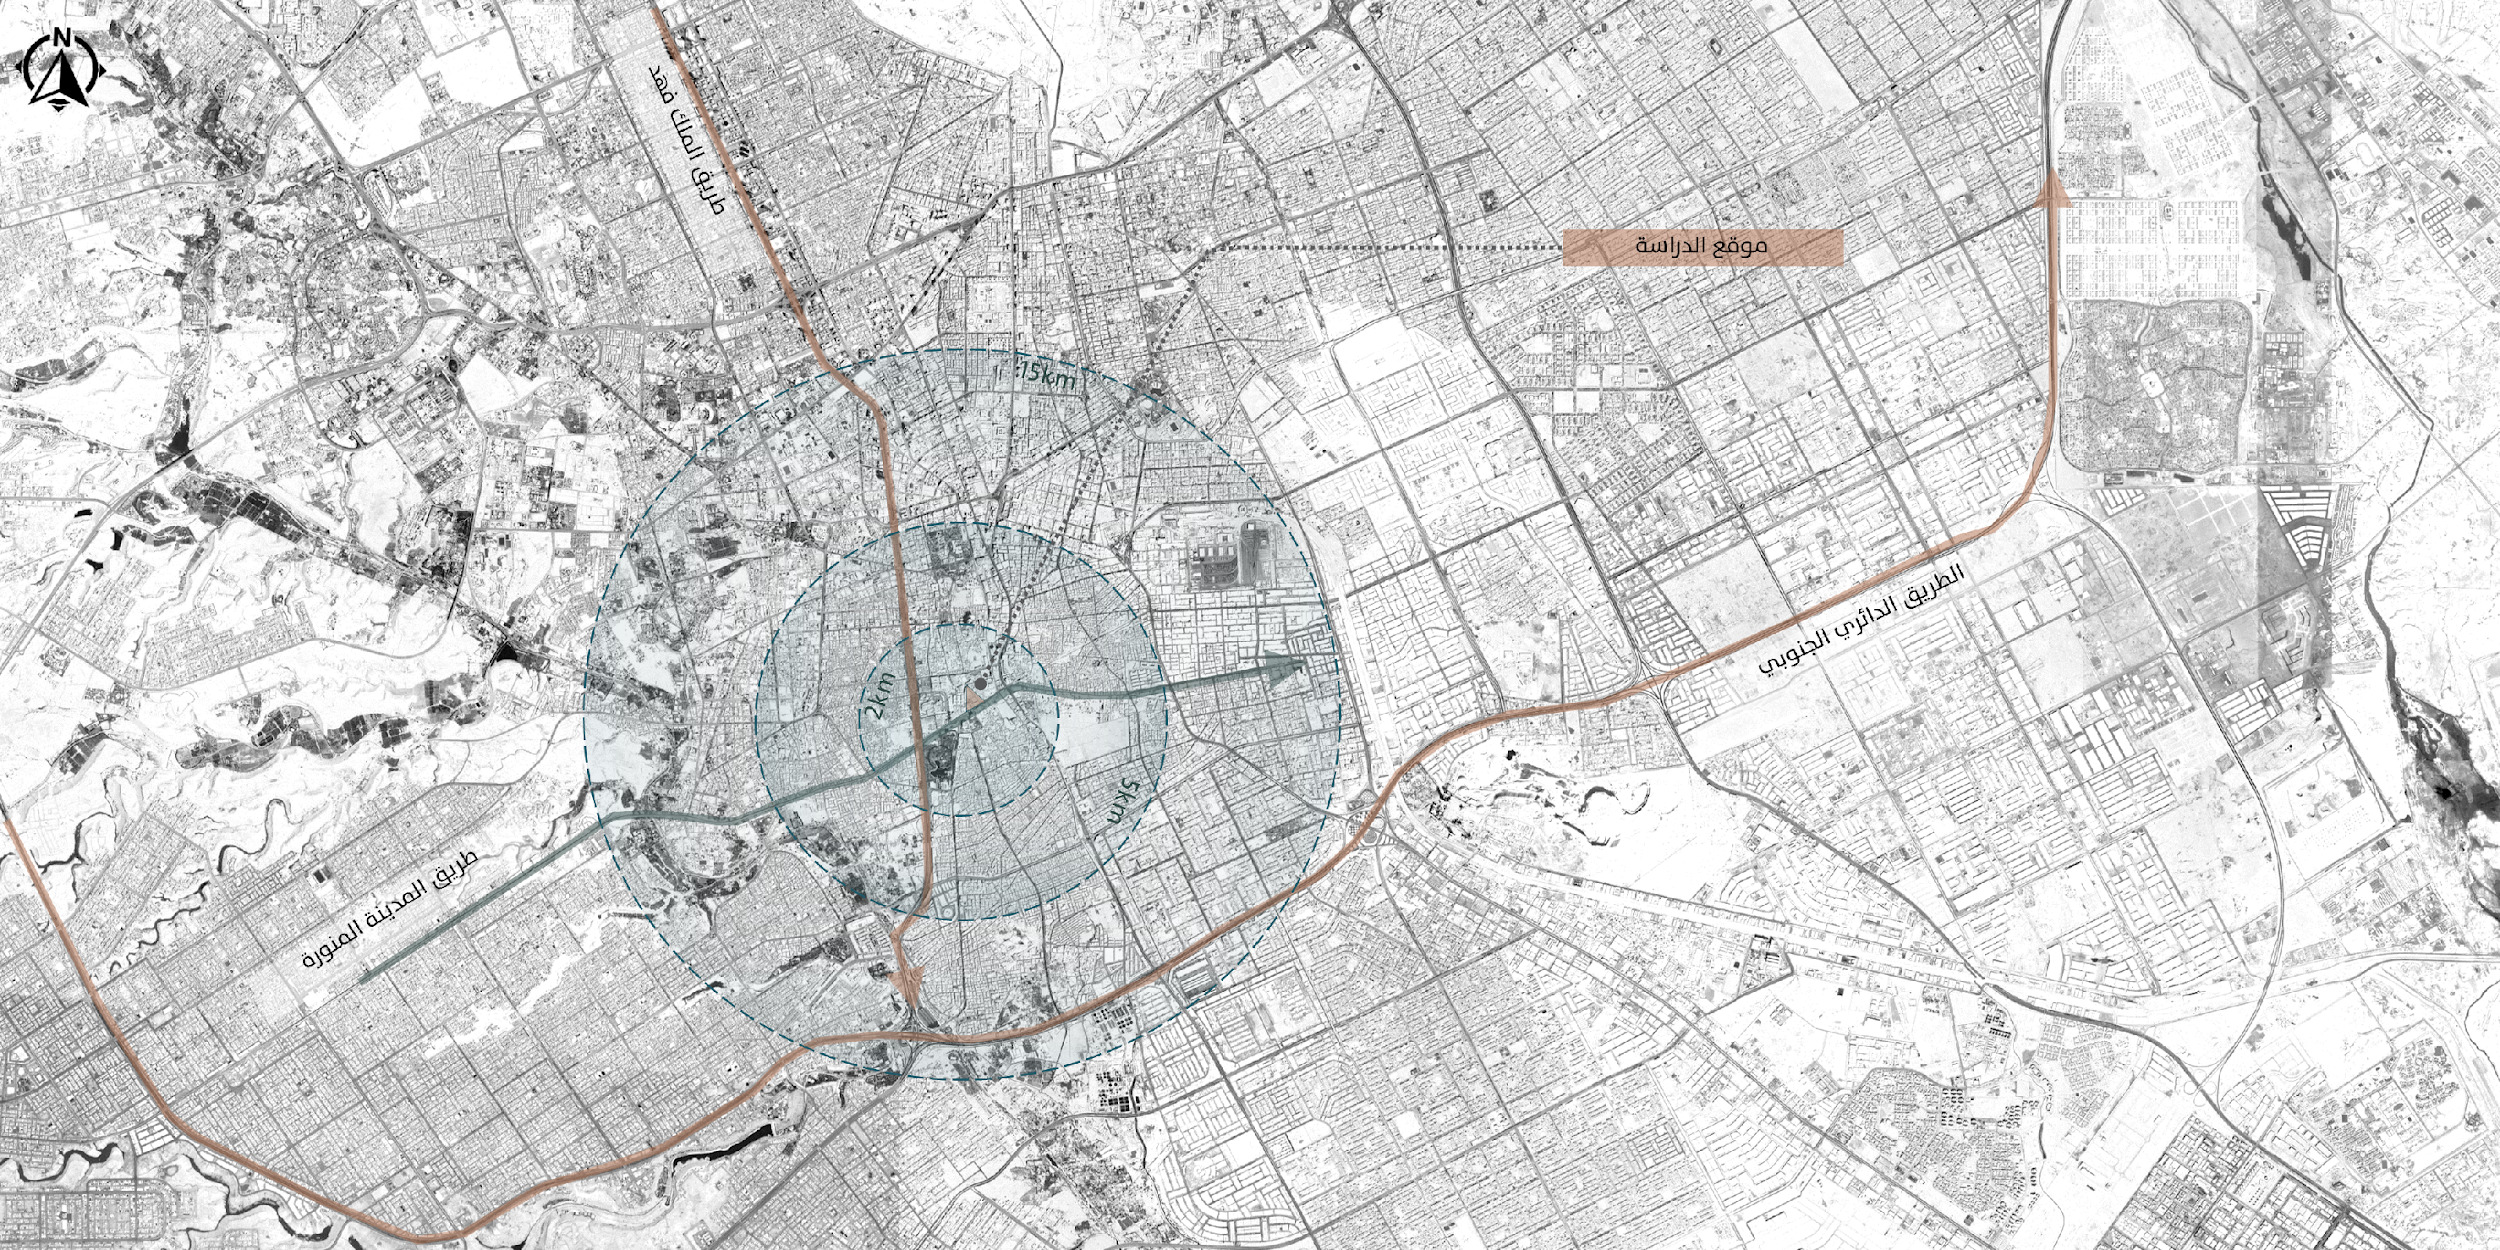 N
طريق الملك فهد
موقع الدراسة
15km
الطريق الدائري الجنوبي
2km
5km
طريق المدينة المنورة